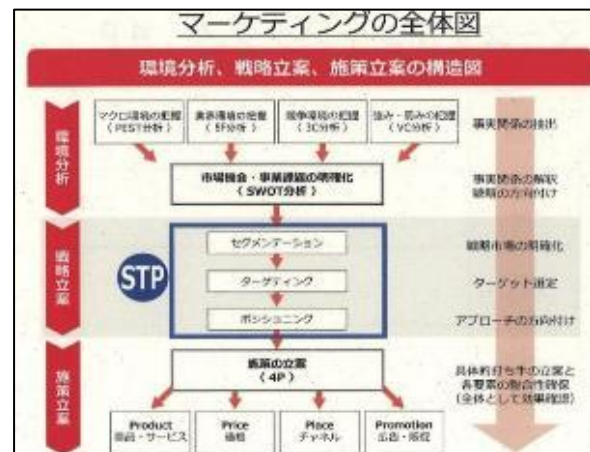 マーケティングの全体図
環境分析、戦略立案、施策立案の構造図
環境分析
マクロ環境の把握
(PEST分析)
業界環境の把握
(5F分析)
競争環境の把握
(3C分析)
強み・弱みの把握
(VC分析)
事実関係の抽出
市場機会・事業課題の明確化
(SWOT分析)
事実関係の解釈
戦略の方向付け
戦略立案
STP
セグメンテーション
戦略市場の明確化
ターゲティング
ターゲット選定
ポジショニング
アプローチの方向付け
施策立案
施策の立案
(4P)
具体的打ち手の立案と
各要素の整合性確保
(全体として効果確認)
Product
商品・サービス
Price
価格
Place
チャネル
Promotion
広告・販促